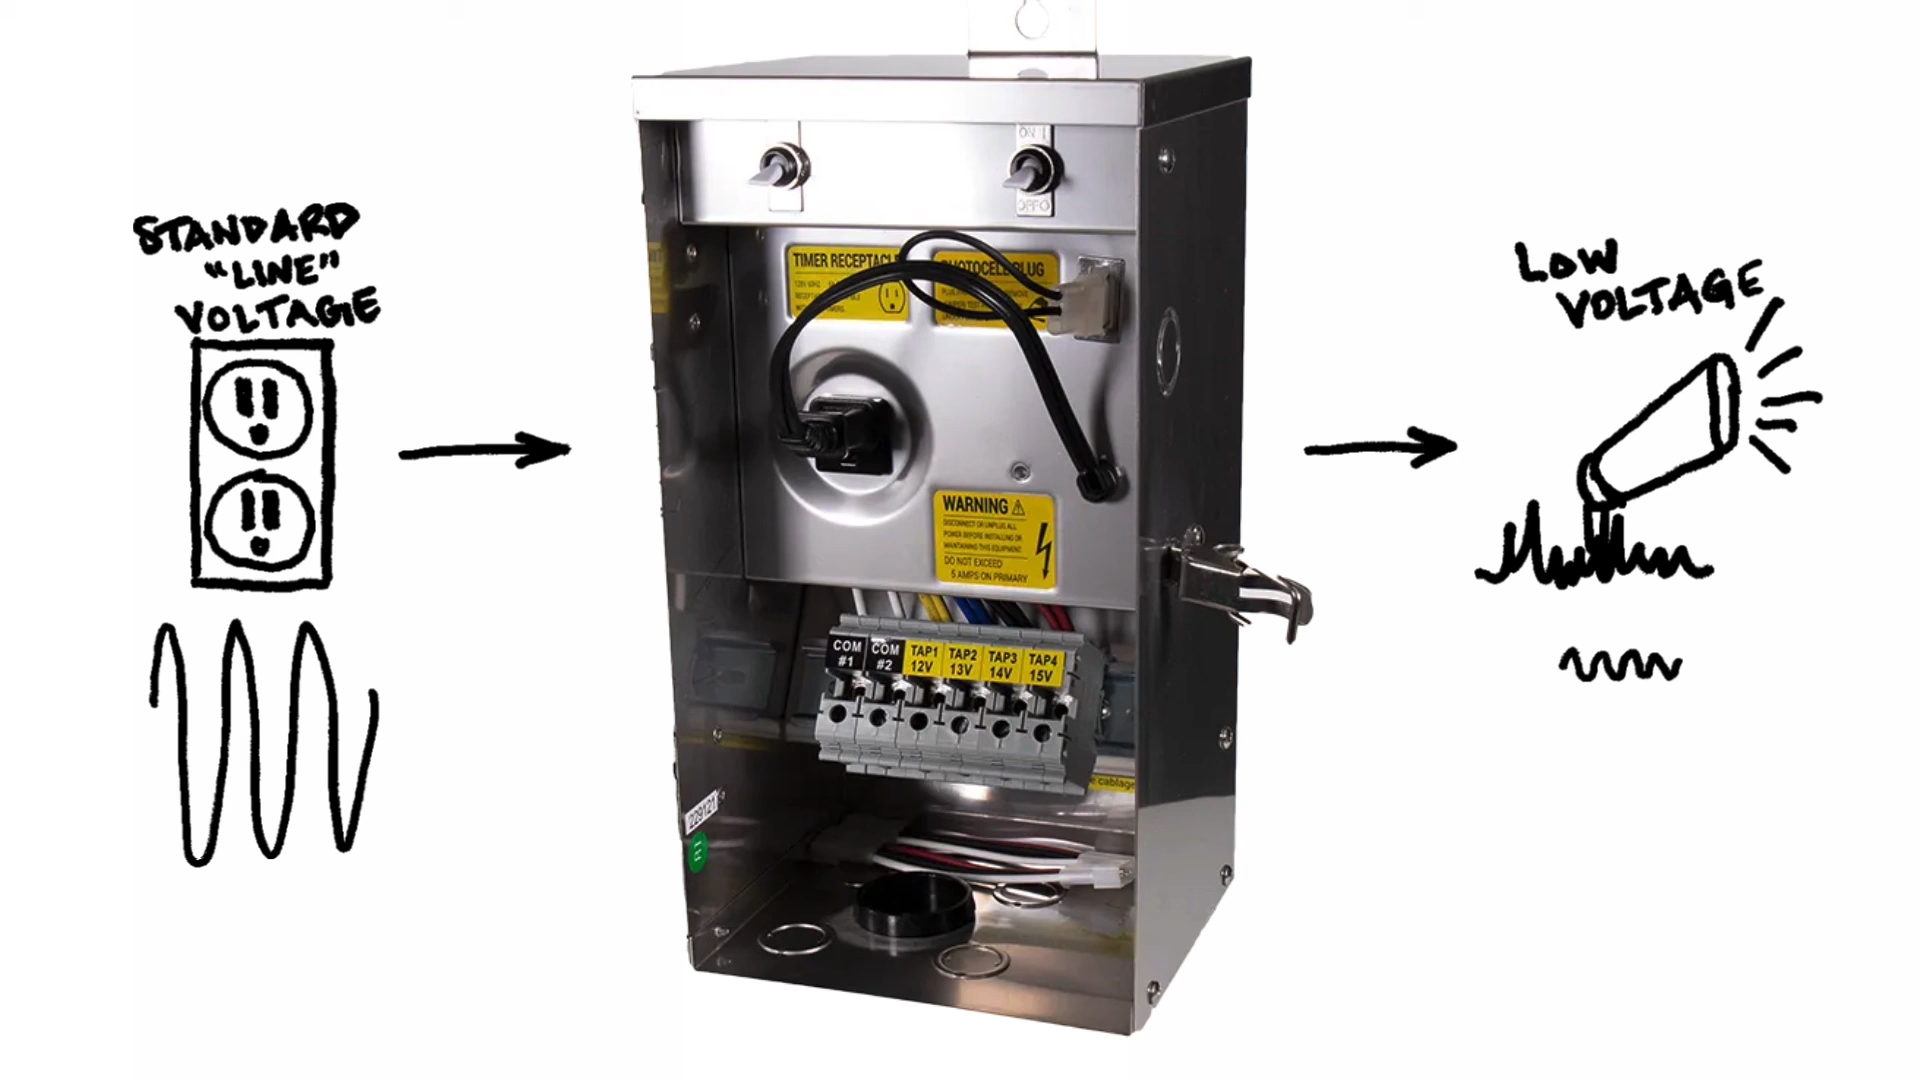 STANDARD
"LINE"
VOLTAGE
LOW
VOLTAGE
ON
OFF
TIMER RECEPTACLE
PHOTOCELL PLUG
WARNING
DISCONNECT OR UNPLUG ALL
POWER BEFORE INSTALLING OR
MAINTAINING THIS EQUIPMENT
DO NOT EXCEED
5 AMPS ON PRIMARY
COM
#1
COM
#2
TAP1
12V
TAP2
13V
TAP3
14V
TAP4
15V
cablage
229121